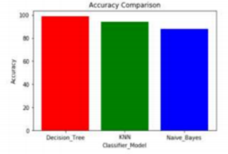 Accuracy Comparison
100
80
60
40
20
0
Accuracy
Decision_Tree KNN Naive_Bayes
Classifier_Model